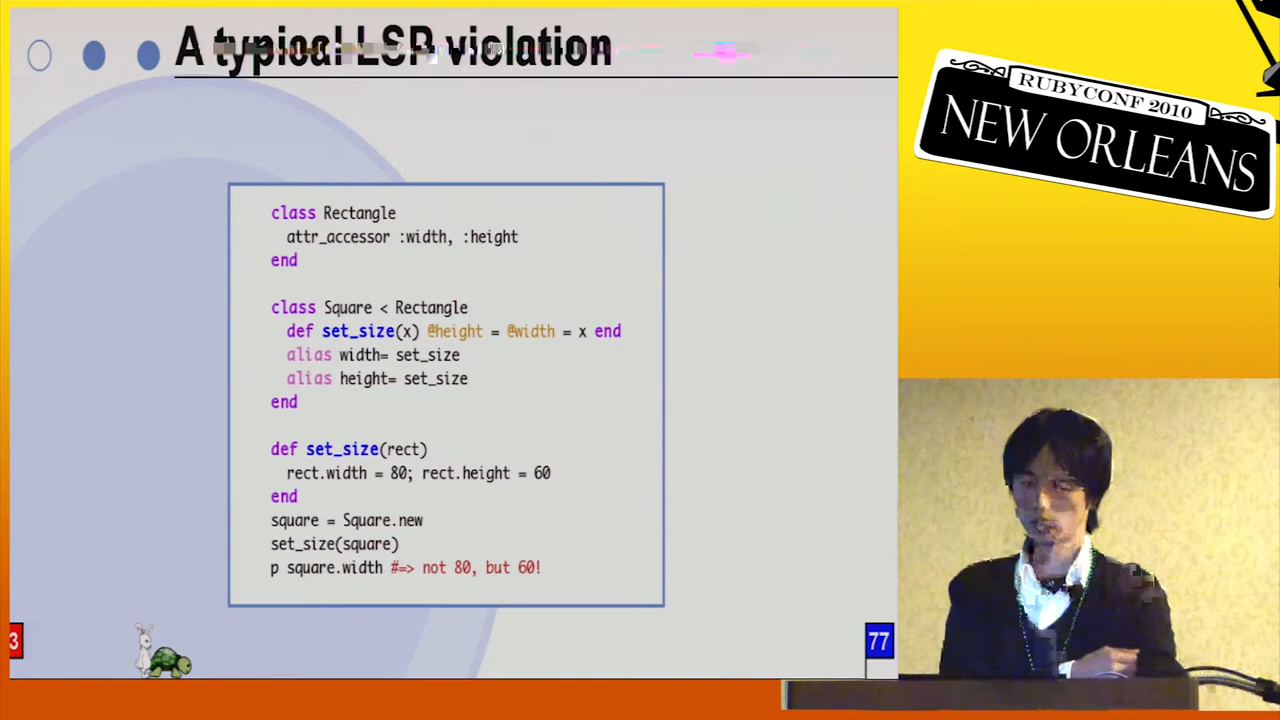 A typical LSP violation
class Rectangle
attr_accessor :width, :height
end
class Square < Rectangle
def set_size(x) @height = @width = x end
alias width= set_size
alias height= set_size
end
def set_size(rect)
rect.width = 80; rect.height = 60
end
square = Square.new
set_size(square)
p square.width #=> not 80, but 60!
3
77
RUBYCONF 2010
NEW ORLEANS